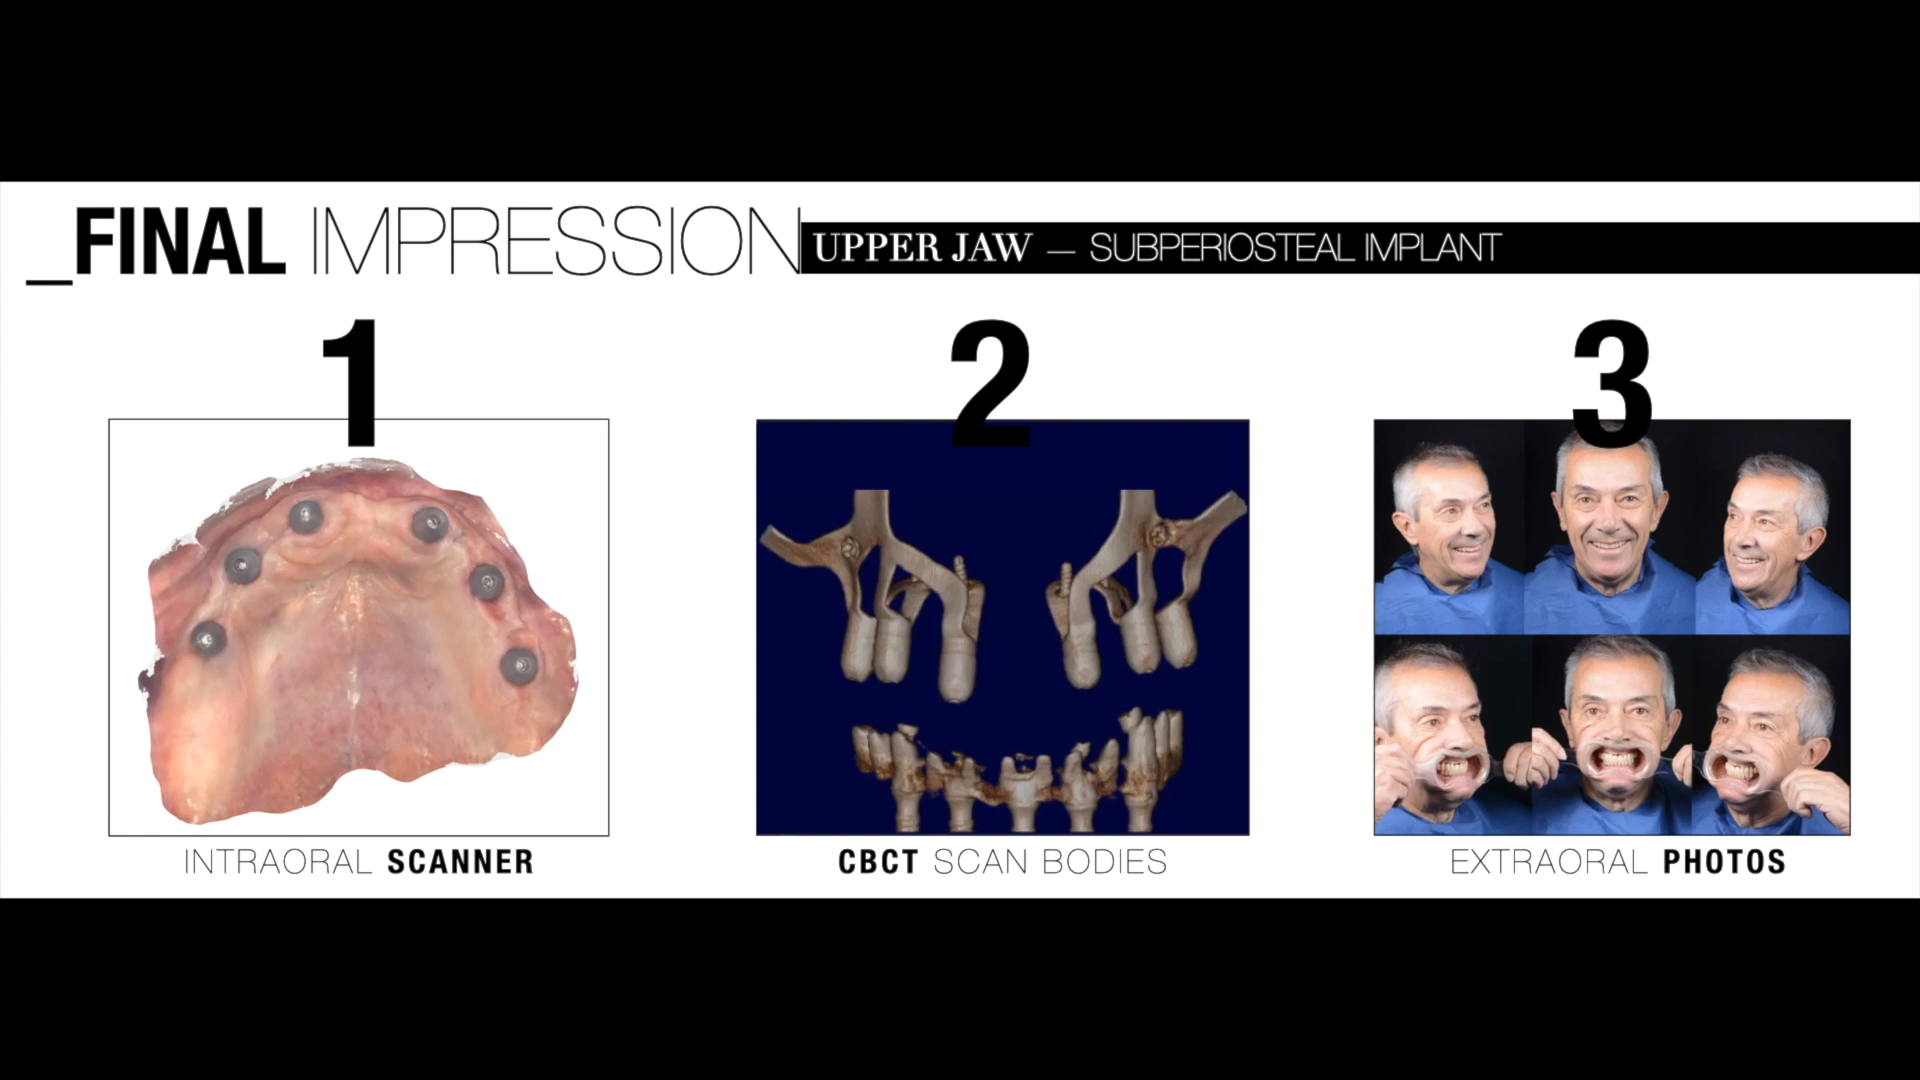 _FINAL IMPRESSION UPPER JAW — SUBPERIOSTEAL IMPLANT
1
2
3
INTRAORAL SCANNER
CBCT SCAN BODIES
EXTRAORAL PHOTOS